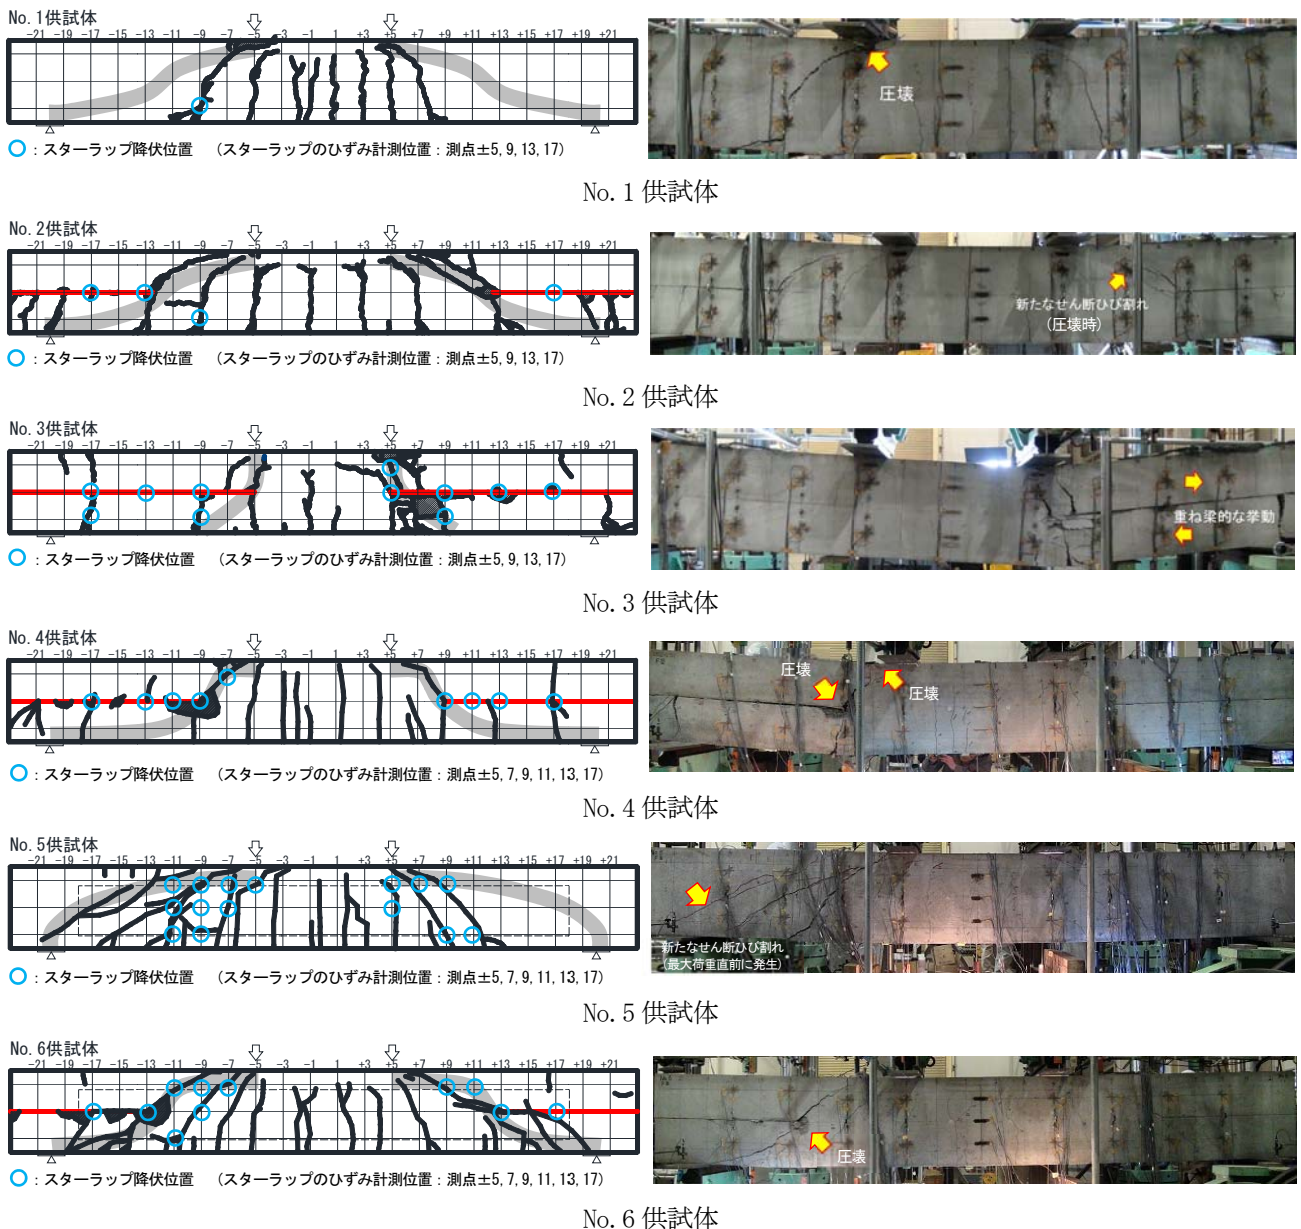 No.1供試体
-21 -19 -17 -15 -13 -11 -9 -7 -5 -3 -1 1 +3 +5 +7 +9 +11 +13 +15 +17 +19 +21
圧壊
○:スターラップ降伏位置 (スターラップのひずみ計測位置:測点±5,9,13,17)
No.1供試体
No.2供試体
-21 -19 -17 -15 -13 -11 -9 -7 -5 -3 -1 1 +3 +5 +7 +9 +11 +13 +15 +17 +19 +21
新たなせん断ひび割れ
(圧壊時)
○:スターラップ降伏位置 (スターラップのひずみ計測位置:測点±5,9,13,17)
No.2供試体
No.3供試体
-21 -19 -17 -15 -13 -11 -9 -7 -5 -3 -1 1 +3 +5 +7 +9 +11 +13 +15 +17 +19 +21
重ね梁的な挙動
○:スターラップ降伏位置 (スターラップのひずみ計測位置:測点±5,9,13,17)
No.3供試体
No.4供試体
-21 -19 -17 -15 -13 -11 -9 -7 -5 -3 -1 1 +3 +5 +7 +9 +11 +13 +15 +17 +19 +21
圧壊
圧壊
○:スターラップ降伏位置 (スターラップのひずみ計測位置:測点±5,7,9,11,13,17)
No.4供試体
No.5供試体
-21 -19 -17 -15 -13 -11 -9 -7 -5 -3 -1 1 +3 +5 +7 +9 +11 +13 +15 +17 +19 +21
新たなせん断ひび割れ
(最大荷重直前に発生)
○:スターラップ降伏位置 (スターラップのひずみ計測位置:測点±5,7,9,11,13,17)
No.5供試体
No.6供試体
-21 -19 -17 -15 -13 -11 -9 -7 -5 -3 -1 1 +3 +5 +7 +9 +11 +13 +15 +17 +19 +21
圧壊
○:スターラップ降伏位置 (スターラップのひずみ計測位置:測点±5,7,9,11,13,17)
No.6供試体